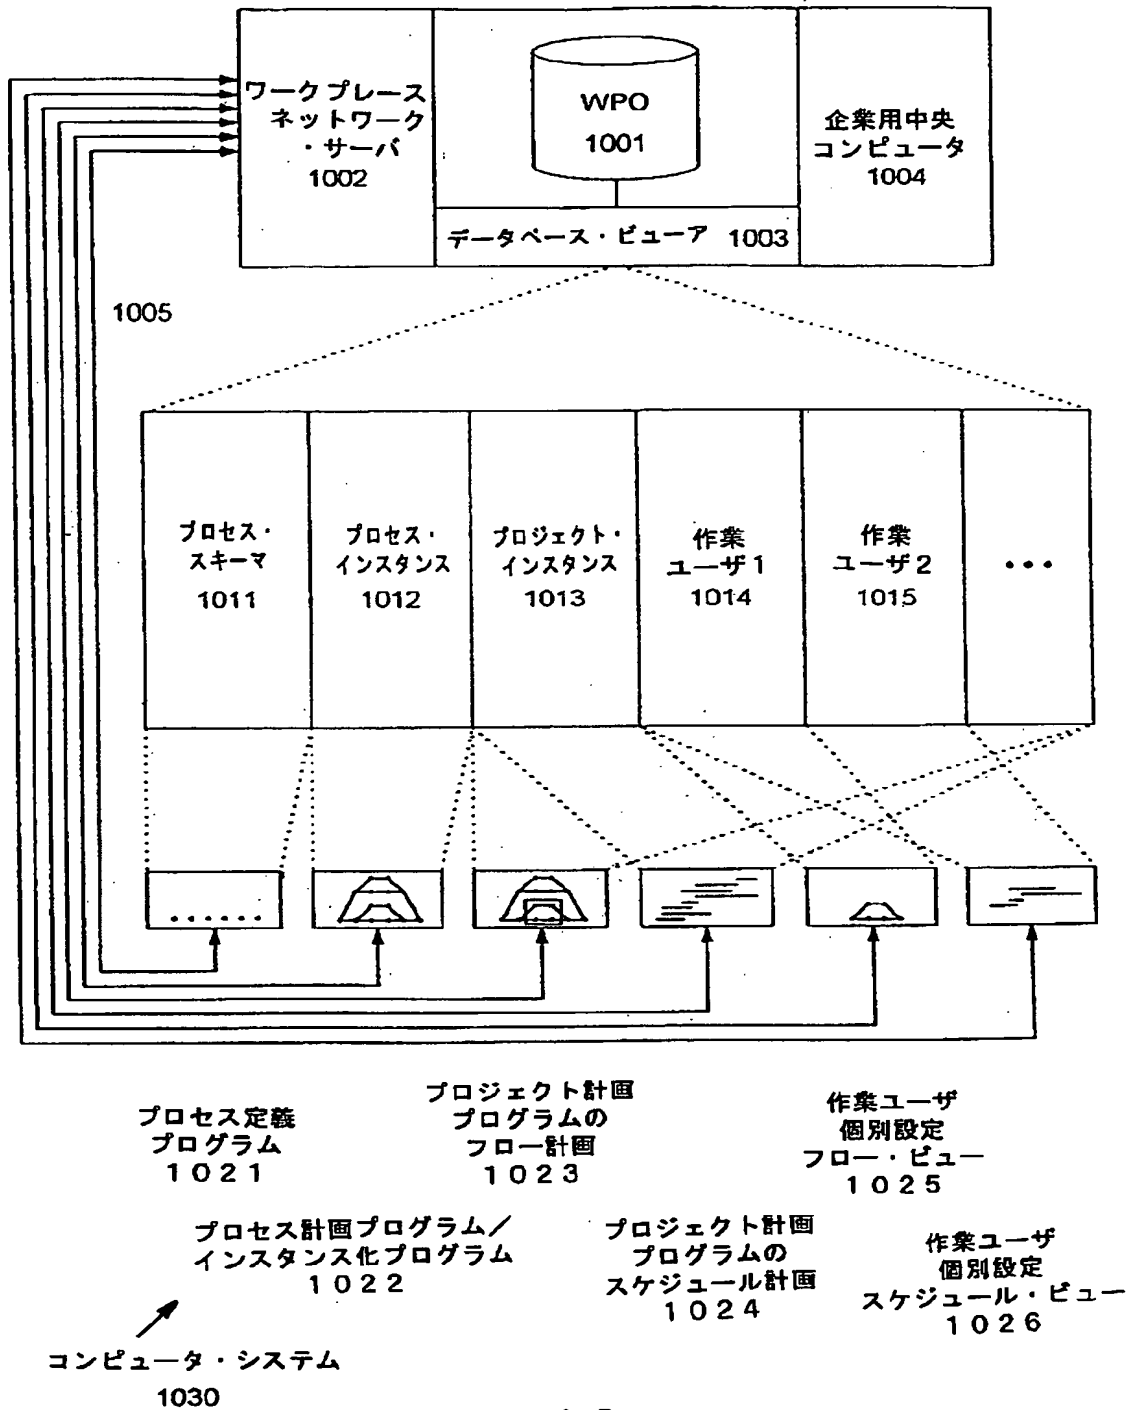 ワークプレース
ネットワーク
・サーバ
1002
WPO
1001
データベース・ビューア 1003
企業用中央
コンピュータ
1004
1005
プロセス・
スキーマ
1011
プロセス・
インスタンス
1012
プロジェクト・
インスタンス
1013
作業
ユーザ1
1014
作業
ユーザ2
1015
•••
プロセス定義
プログラム
1021
プロジェクト計画
プログラムの
フロー計画
1023
作業ユーザ
個別設定
フロー・ビュー
1025
プロセス計画プログラム／
インスタンス化プログラム
1022
プロジェクト計画
プログラムの
スケジュール計画
1024
作業ユーザ
個別設定
スケジュール・ビュー
1026
コンピュータ・システム
1030